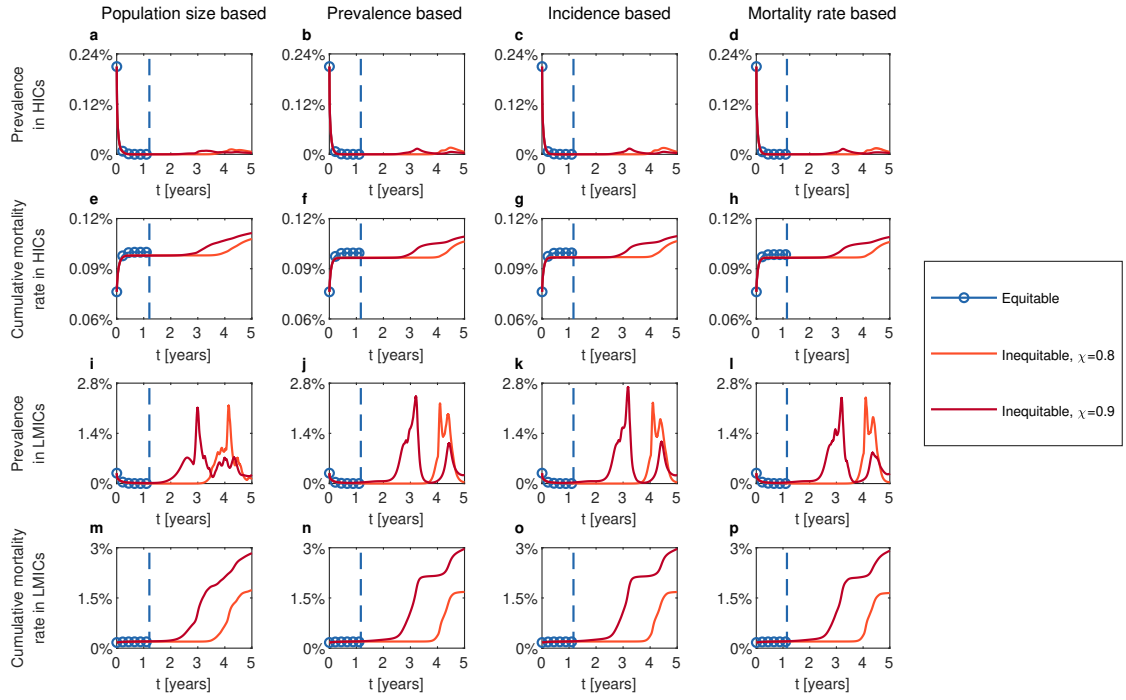 Population size based
Prevalence based
Incidence based
Mortality rate based
a
b
c
d
Prevalence
in HICs
0.24%
0.12%
0%
0 1 2 3 4 5
t [years]
0.24%
0.12%
0%
0 1 2 3 4 5
t [years]
0.24%
0.12%
0%
0 1 2 3 4 5
t [years]
0.24%
0.12%
0%
0 1 2 3 4 5
t [years]
e
f
g
h
Cumulative mortality
rate in HICs
0.12%
0.09%
0.06%
0 1 2 3 4 5
t [years]
0.12%
0.09%
0.06%
0 1 2 3 4 5
t [years]
0.12%
0.09%
0.06%
0 1 2 3 4 5
t [years]
0.12%
0.09%
0.06%
0 1 2 3 4 5
t [years]
i
j
k
l
Prevalence
in LMICs
2.8%
1.4%
0%
0 1 2 3 4 5
t [years]
2.8%
1.4%
0%
0 1 2 3 4 5
t [years]
2.8%
1.4%
0%
0 1 2 3 4 5
t [years]
2.8%
1.4%
0%
0 1 2 3 4 5
t [years]
m
n
o
p
Cumulative mortality
rate in LMICs
3%
1.5%
0%
0 1 2 3 4 5
t [years]
3%
1.5%
0%
0 1 2 3 4 5
t [years]
3%
1.5%
0%
0 1 2 3 4 5
t [years]
3%
1.5%
0%
0 1 2 3 4 5
t [years]
Equitable
Inequitable, χ=0.8
Inequitable, χ=0.9